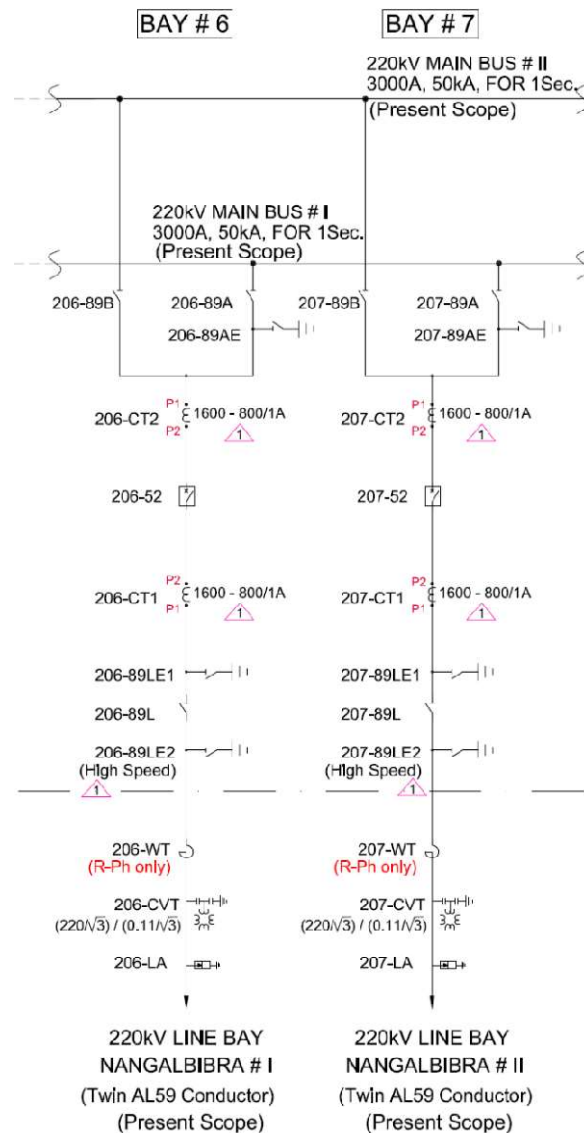 BAY # 6
BAY # 7
220kV MAIN BUS # II
3000A, 50kA, FOR 1Sec.
(Present Scope)
220kV MAIN BUS # I
3000A, 50kA, FOR 1Sec.
(Present Scope)
206-89B
206-89A
207-89B
207-89A
206-89AE
207-89AE
P1
206-CT2
1600 - 800/1A
P2
1
P1
207-CT2
1600 - 800/1A
P2
1
206-52
207-52
P2
206-CT1
1600 - 800/1A
P1
1
P2
207-CT1
1600 - 800/1A
P1
1
206-89LE1
207-89LE1
206-89L
207-89L
206-89LE2
(High Speed)
207-89LE2
(High Speed)
1
1
206-WT
(R-Ph only)
207-WT
(R-Ph only)
206-CVT
(220/√3) / (0.11/√3)
207-CVT
(220/√3) / (0.11/√3)
206-LA
207-LA
220kV LINE BAY
NANGALBIBRA # I
(Twin AL59 Conductor)
(Present Scope)
220kV LINE BAY
NANGALBIBRA # II
(Twin AL59 Conductor)
(Present Scope)